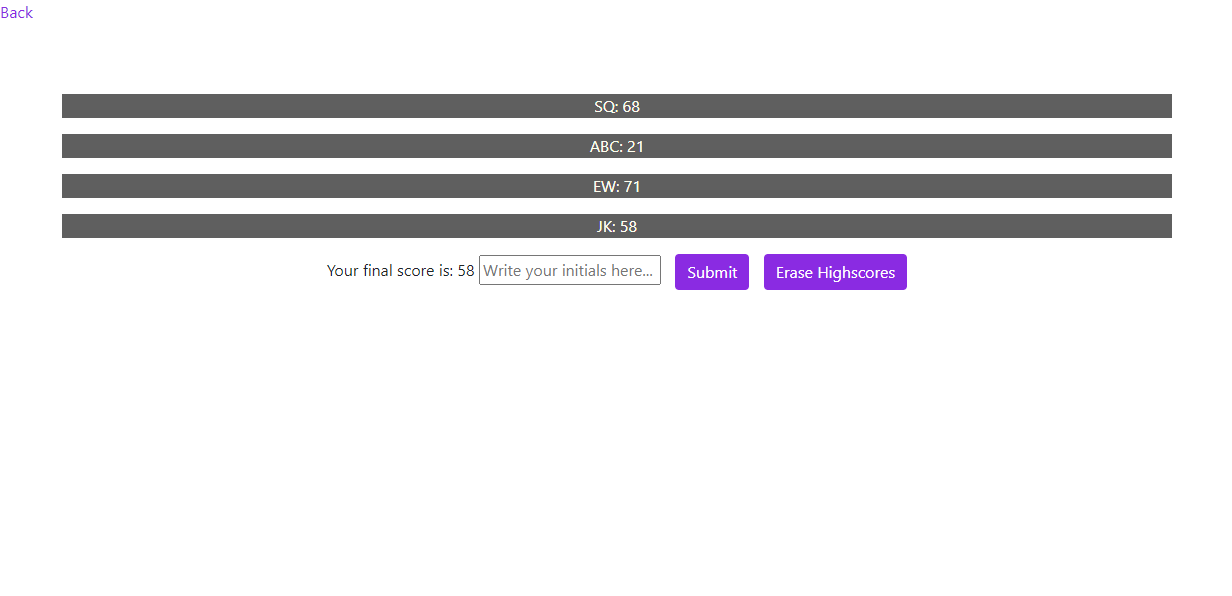 Back
SQ: 68
ABC: 21
EW: 71
JK: 58
Your final score is: 58 Write your initials here... Submit Erase Highscores